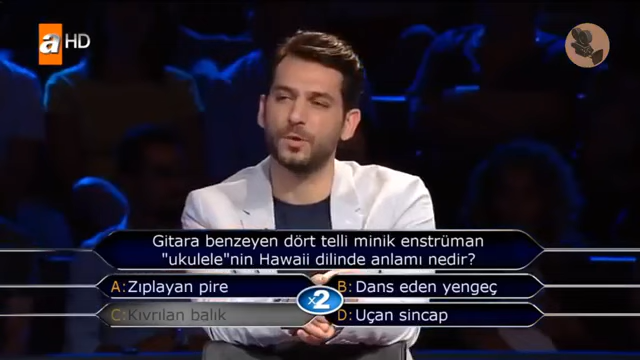 a HD
Gitara benzeyen dört telli minik enstrüman
"ukulele"nin Hawaii dilinde anlamı nedir?
A: Zıplayan pire
B: Dans eden yengeç
x2
C: Kıvrılan balık
D: Uçan sincap